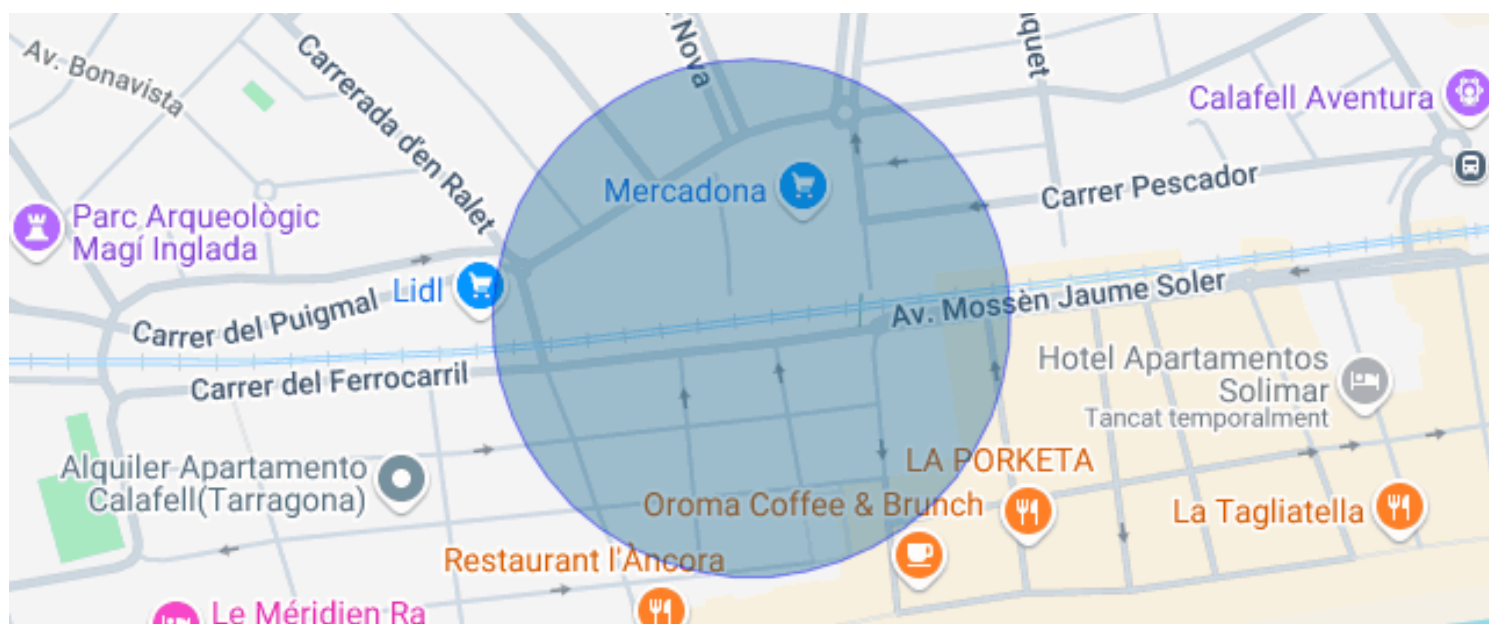 Av. Bonavista
Carrerada d'en Ralet
Nova
quet
Calafell Aventura
Mercadona
Carrer Pescador
Parc Arqueològic
Magí Inglada
Lidl
Carrer del Puigmal
Av. Mossèn Jaume Soler
Carrer del Ferrocarril
Hotel Apartamentos
Solimar
Tancat temporalment
Alquiler Apartamento
Calafell(Tarragona)
LA PORKETA
Oroma Coffee & Brunch
La Tagliatella
Restaurant l'Àncora
Le Méridien Ra